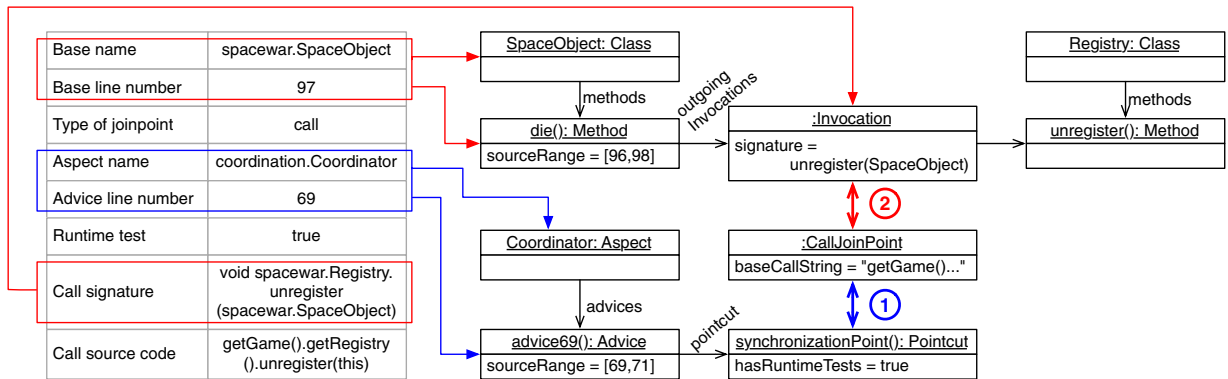 Base name
spacewar.SpaceObject
Base line number
97
Type of joinpoint
call
Aspect name
coordination.Coordinator
Advice line number
69
Runtime test
true
Call signature
void spacewar.Registry.
unregister
(spacewar.SpaceObject)
Call source code
getGame().getRegistry
().unregister(this)
SpaceObject: Class
methods
die(): Method
sourceRange = [96,98]
outgoing
Invocations
:Invocation
signature =
unregister(SpaceObject)
Registry: Class
methods
unregister(): Method
2
:CallJoinPoint
baseCallString = "getGame()..."
1
Coordinator: Aspect
advices
advice69(): Advice
sourceRange = [69,71]
pointcut
synchronizationPoint(): Pointcut
hasRuntimeTests = true